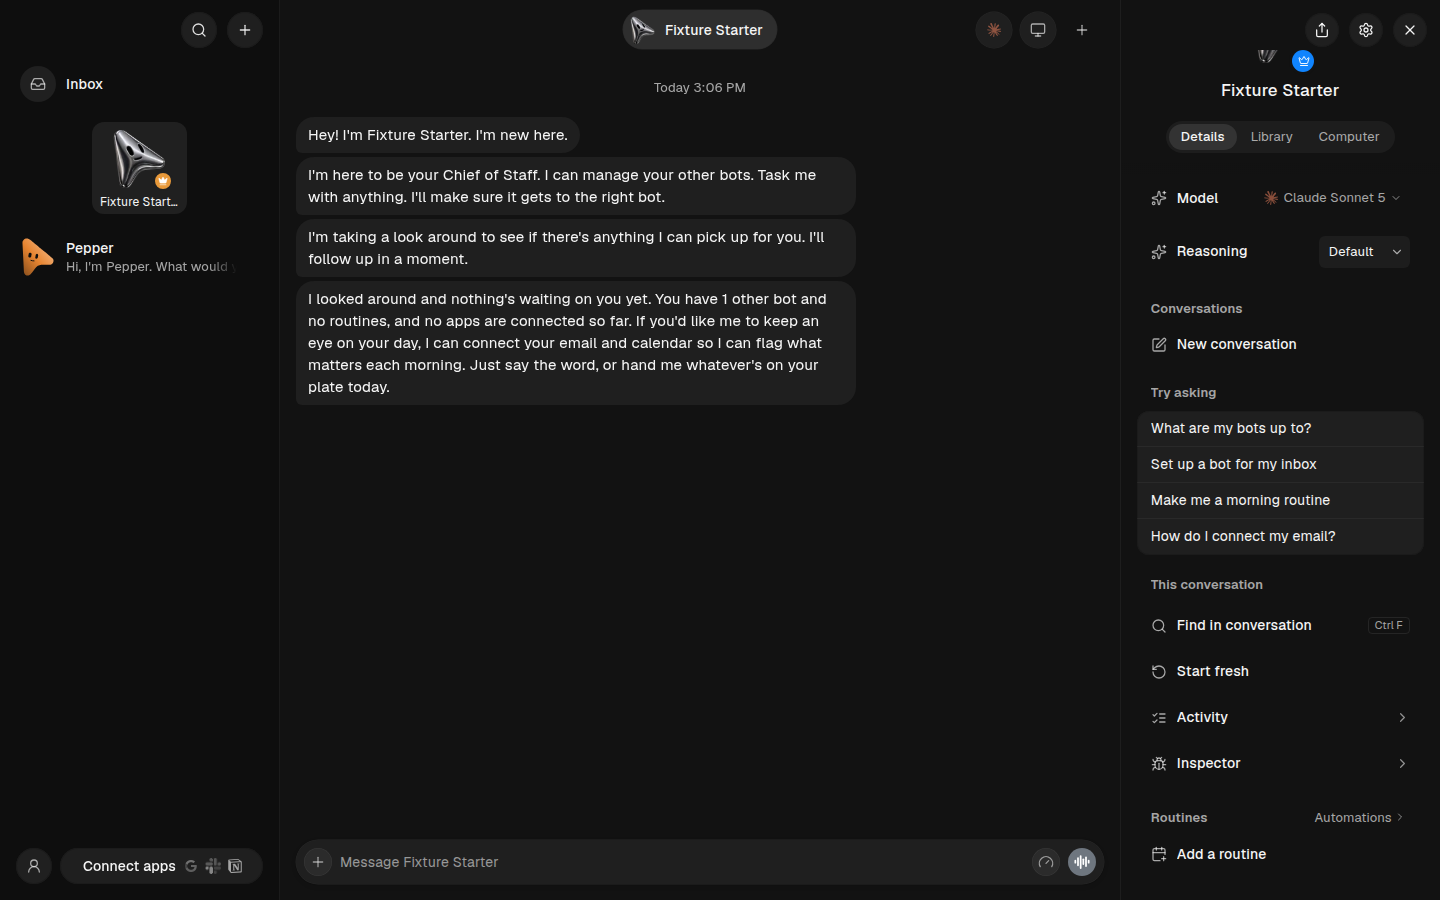 Inbox
Fixture Start...
Pepper
Hi, I'm Pepper. What would
Connect apps
Fixture Starter
Today 3:06 PM
Hey! I'm Fixture Starter. I'm new here.
I'm here to be your Chief of Staff. I can manage your other bots. Task me
with anything. I'll make sure it gets to the right bot.
I'm taking a look around to see if there's anything I can pick up for you. I'll
follow up in a moment.
I looked around and nothing's waiting on you yet. You have 1 other bot and
no routines, and no apps are connected so far. If you'd like me to keep an
eye on your day, I can connect your email and calendar so I can flag what
matters each morning. Just say the word, or hand me whatever's on your
plate today.
Message Fixture Starter
Fixture Starter
Details Library Computer
Model Claude Sonnet 5
Reasoning Default
Conversations
New conversation
Try asking
What are my bots up to?
Set up a bot for my inbox
Make me a morning routine
How do I connect my email?
This conversation
Find in conversation Ctrl F
Start fresh
Activity
Inspector
Routines Automations
Add a routine